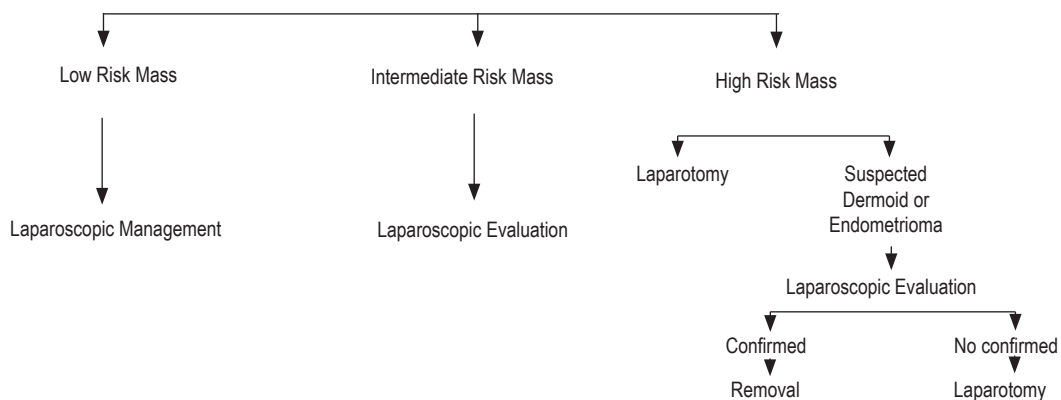 Low Risk Mass
Intermediate Risk Mass
High Risk Mass
Laparotomy
Suspected
Dermoid or
Endometrioma
Laparoscopic Management
Laparoscopic Evaluation
Laparoscopic Evaluation
Confirmed
No confirmed
Removal
Laparotomy